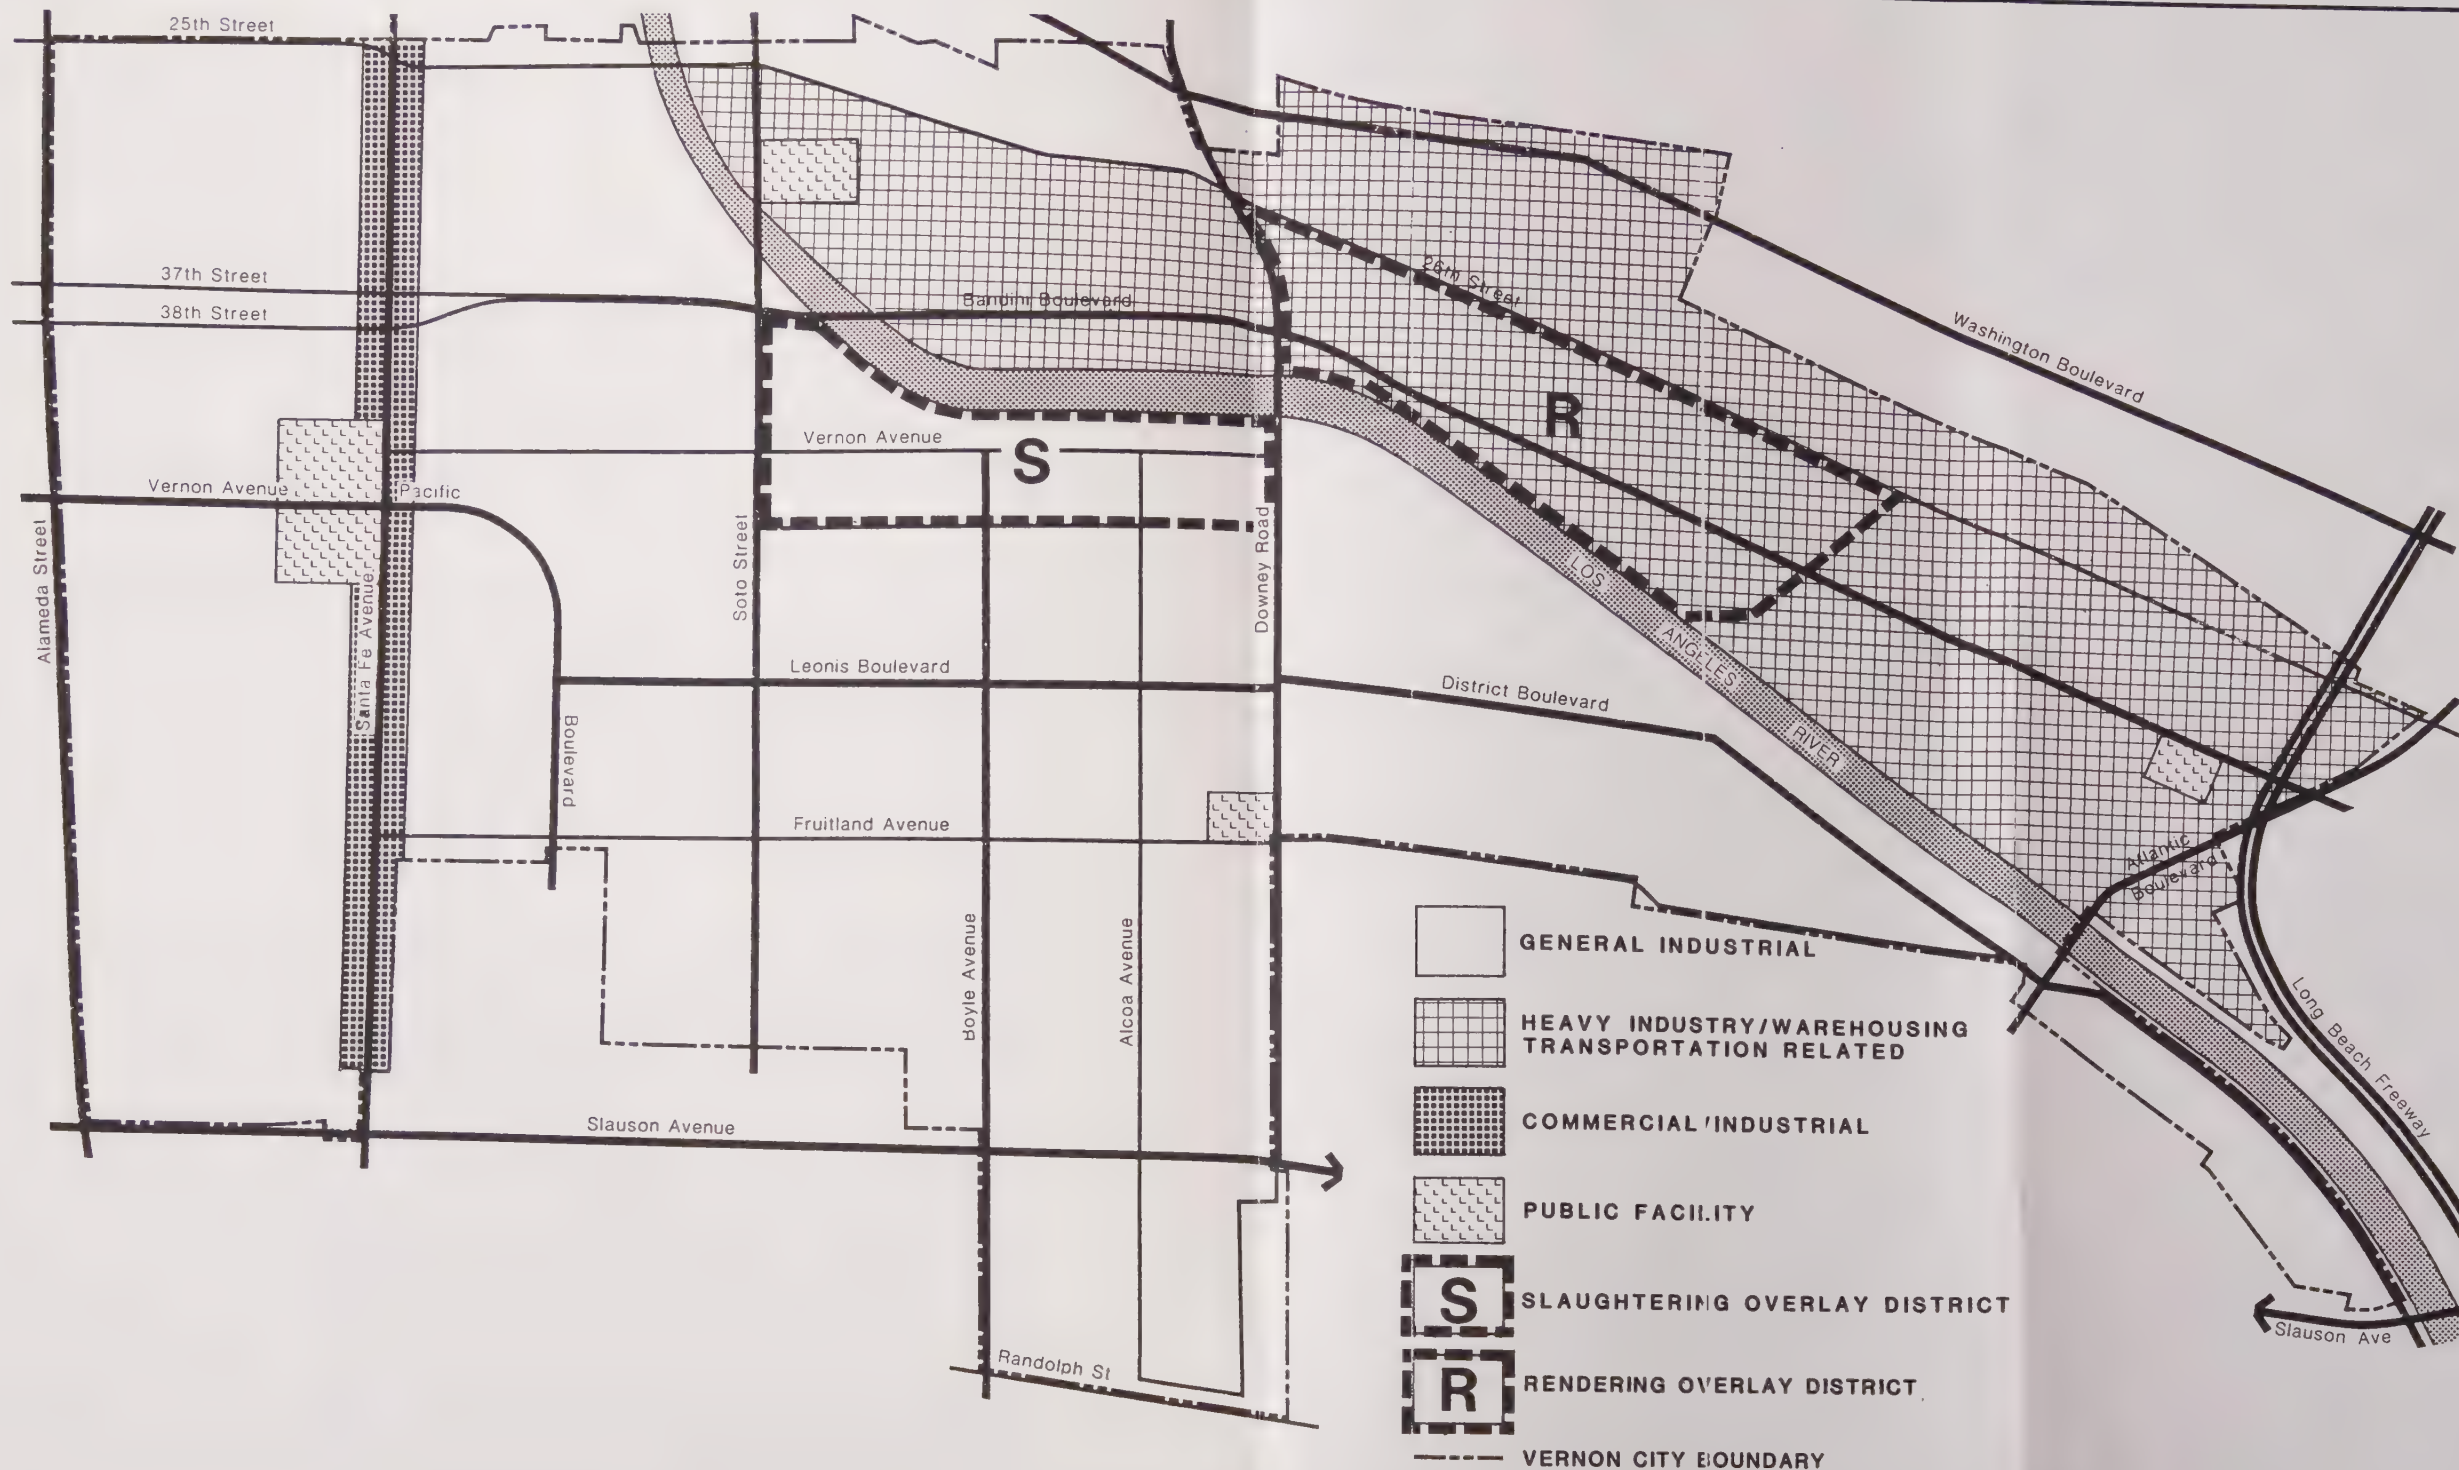 25th Street
37th Street
38th Street
Bandini Boulevard
26th Street
Washington Boulevard
R
Vernon Avenue
S
Vernon Avenue
Pacific
Alameda Street
Santa Fe Avenue
Soto Street
Downey Road
LOS
ANGELES
RIVER
Leonis Boulevard
District Boulevard
Boulevard
Fruitland Avenue
Atlantic
Boulevard
Boyle Avenue
Alcoa Avenue
Long Beach Freeway
Slauson Avenue
Slauson Ave
Randolph St
GENERAL INDUSTRIAL
HEAVY INDUSTRY/WAREHOUSING
TRANSPORTATION RELATED
COMMERCIAL/INDUSTRIAL
PUBLIC FACILITY
S
SLAUGHTERING OVERLAY DISTRICT
R
RENDERING OVERLAY DISTRICT
VERNON CITY BOUNDARY